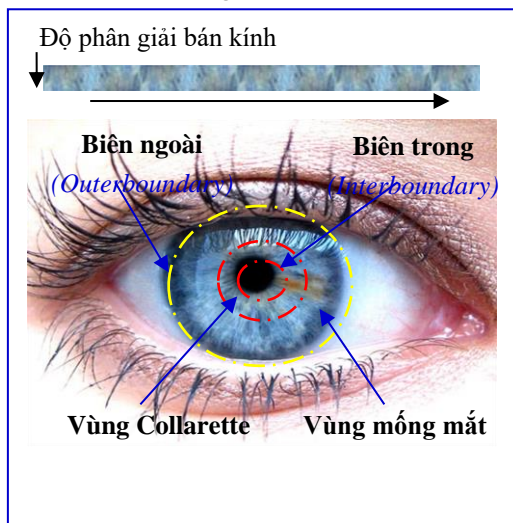 Độ phân giải bán kính
Biên ngoài
(Outerboundary)
Biên trong
(Interboundary)
Vùng Collarette
Vùng mống mắt